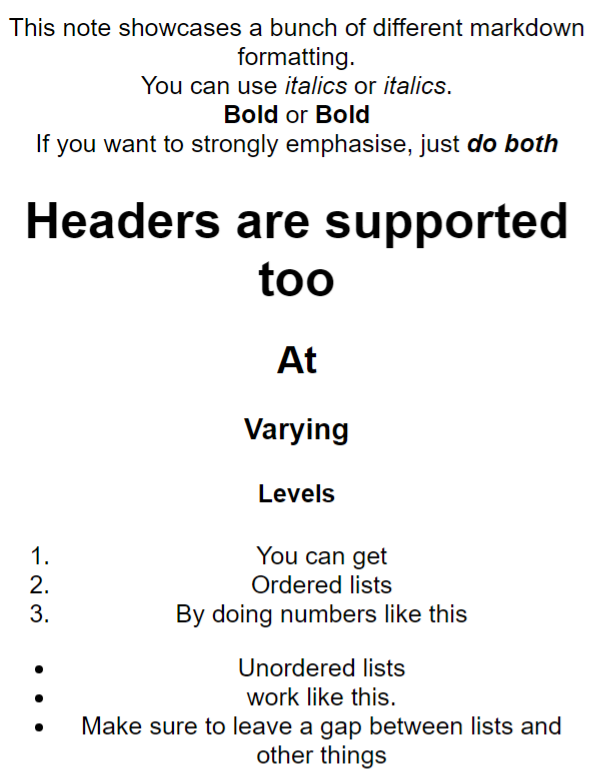 This note showcases a bunch of different markdown
formatting.
You can use italics or italics.
Bold or Bold
If you want to strongly emphasise, just do both
Headers are supported
too
At
Varying
Levels
1. You can get
2. Ordered lists
3. By doing numbers like this
• Unordered lists
• work like this.
• Make sure to leave a gap between lists and
other things